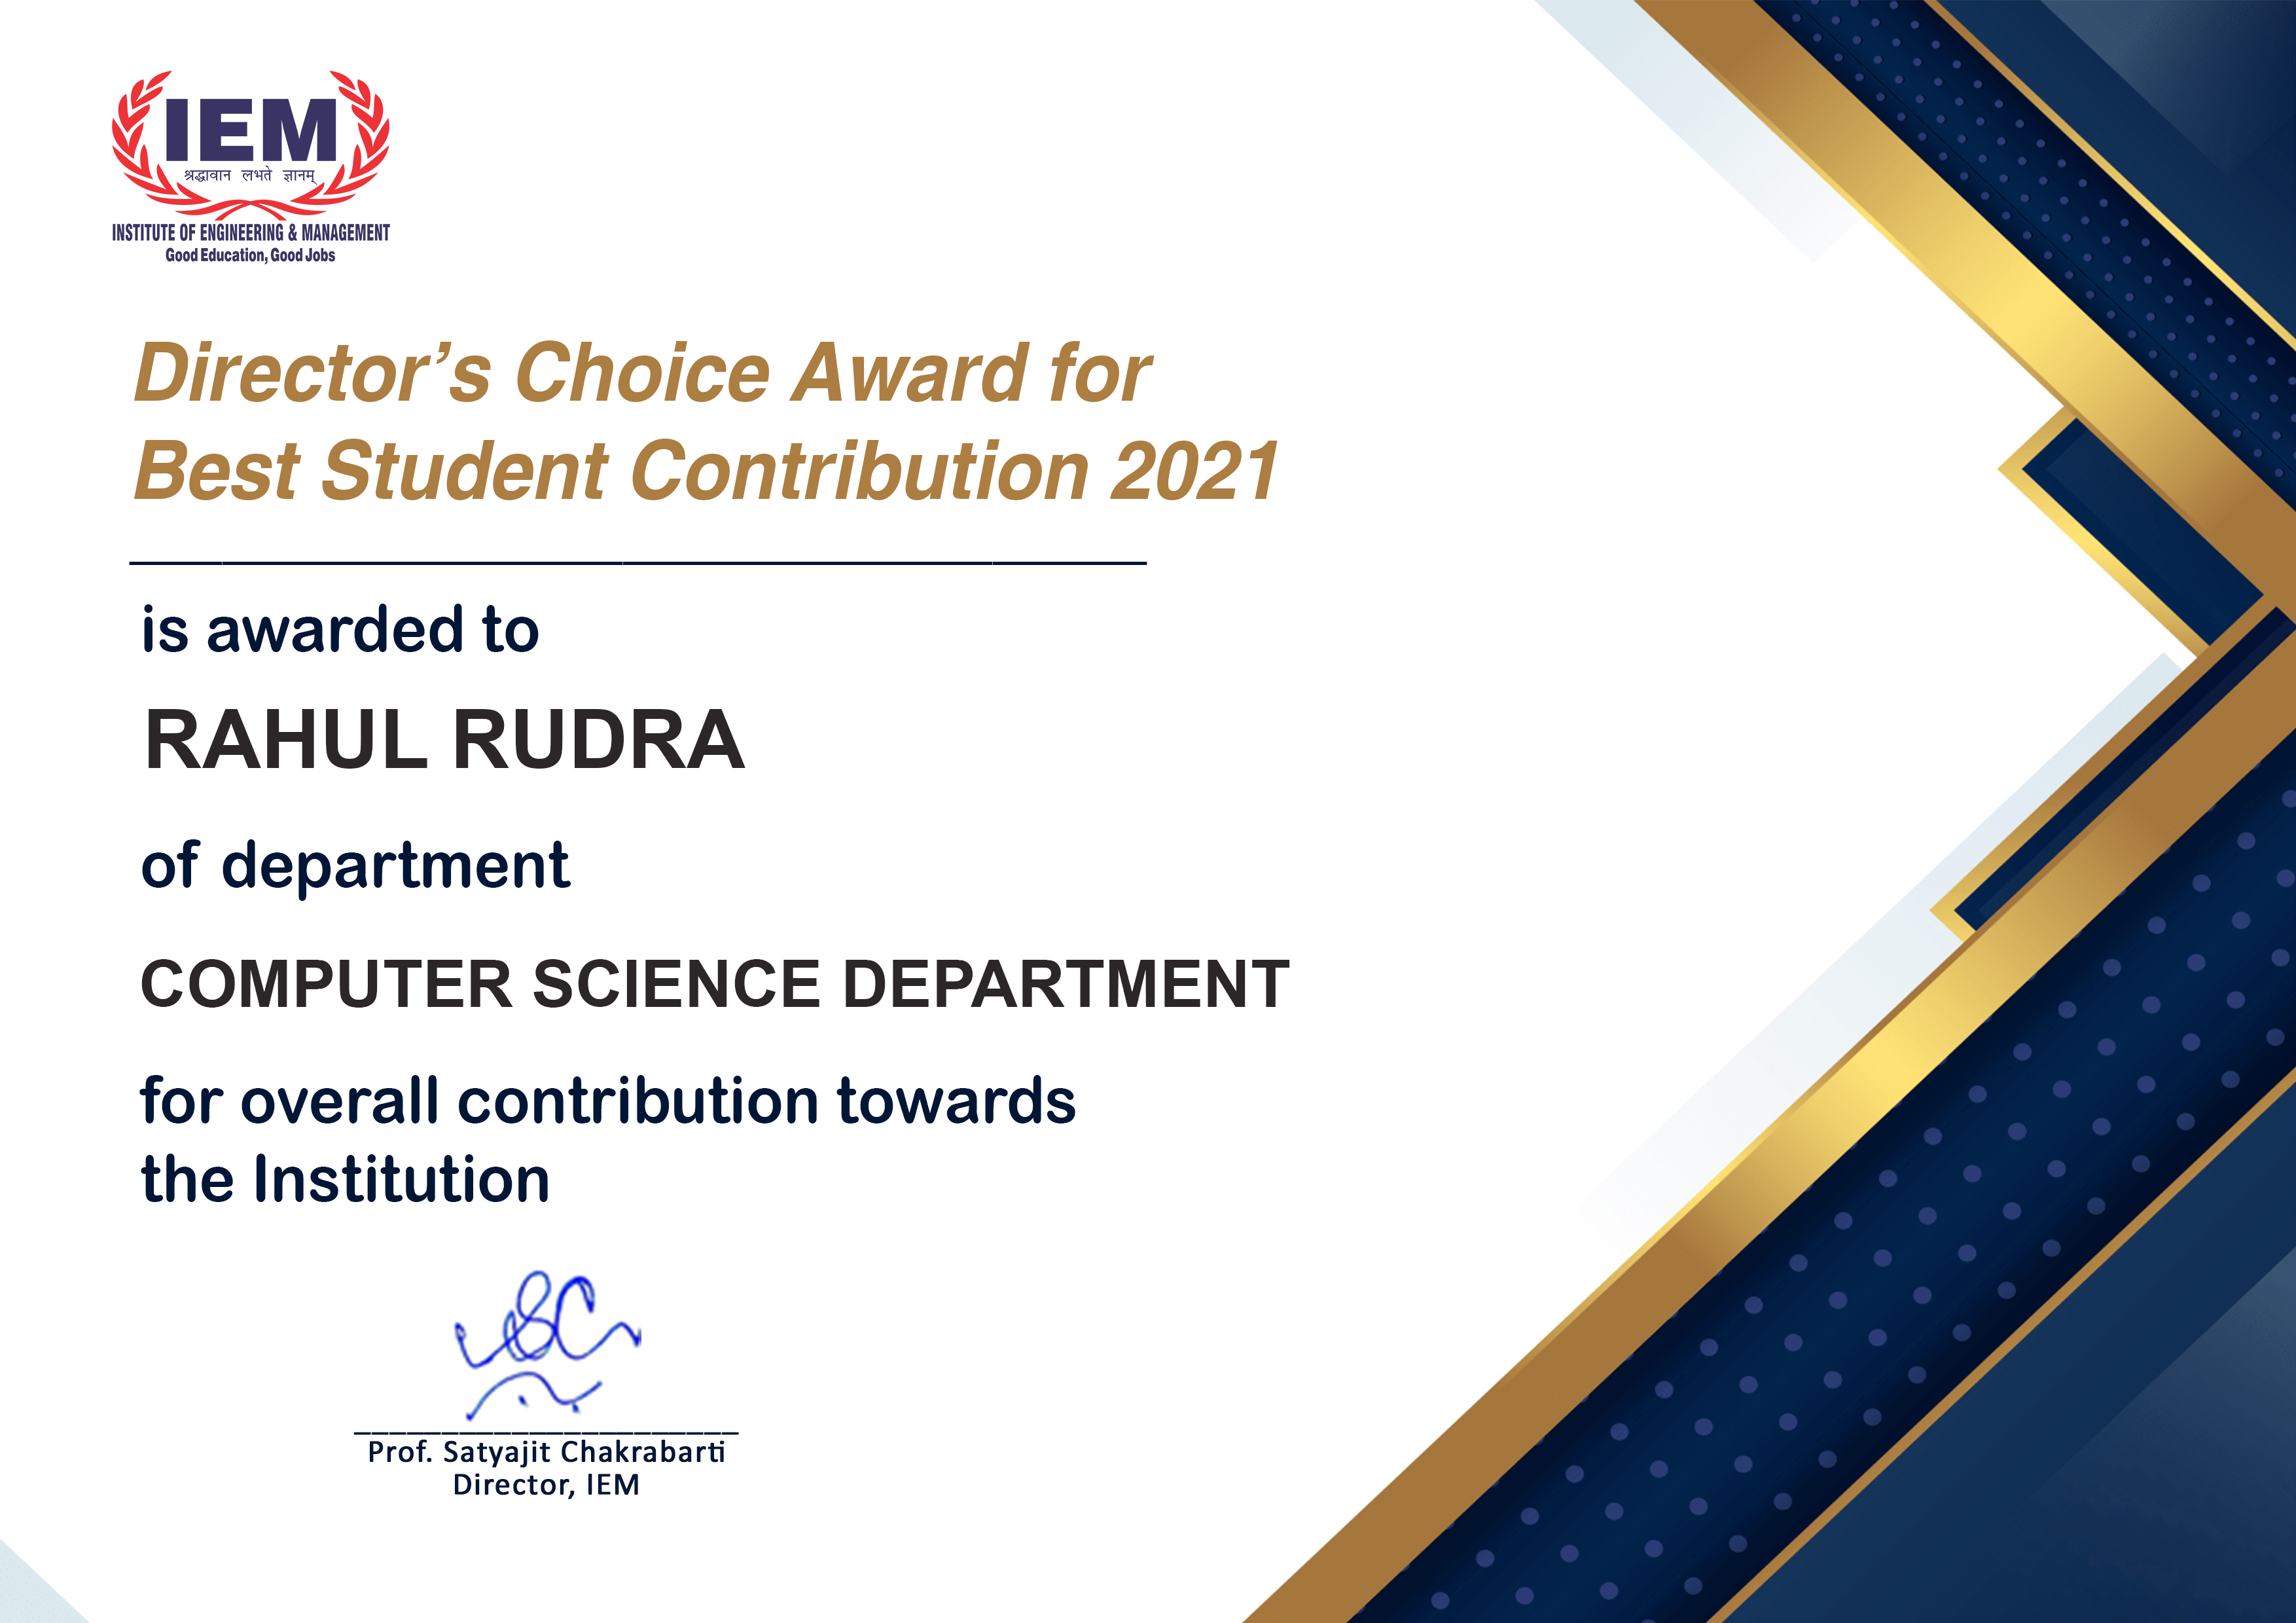 IEM
श्रद्धावान लभते ज्ञानम्
INSTITUTE OF ENGINEERING & MANAGEMENT
Good Education, Good Jobs
Director’s Choice Award for
Best Student Contribution 2021
is awarded to
RAHUL RUDRA
of department
COMPUTER SCIENCE DEPARTMENT
for overall contribution towards
the Institution
Prof. Satyajit Chakrabarti
Director, IEM